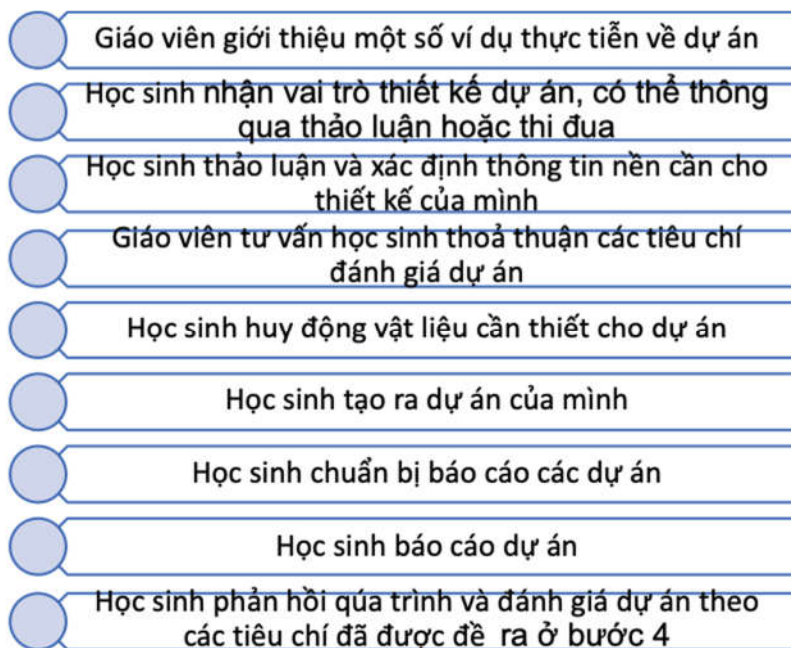 Giáo viên giới thiệu một số ví dụ thực tiễn về dự án
Học sinh nhận vai trò thiết kế dự án, có thể thông
qua thảo luận hoặc thi đua
Học sinh thảo luận và xác định thông tin nền cần cho
thiết kế của mình
Giáo viên tư vấn học sinh thoả thuận các tiêu chí
đánh giá dự án
Học sinh huy động vật liệu cần thiết cho dự án
Học sinh tạo ra dự án của mình
Học sinh chuẩn bị báo cáo các dự án
Học sinh báo cáo dự án
Học sinh phản hồi qúa trình và đánh giá dự án theo
các tiêu chí đã được đề ra ở bước 4